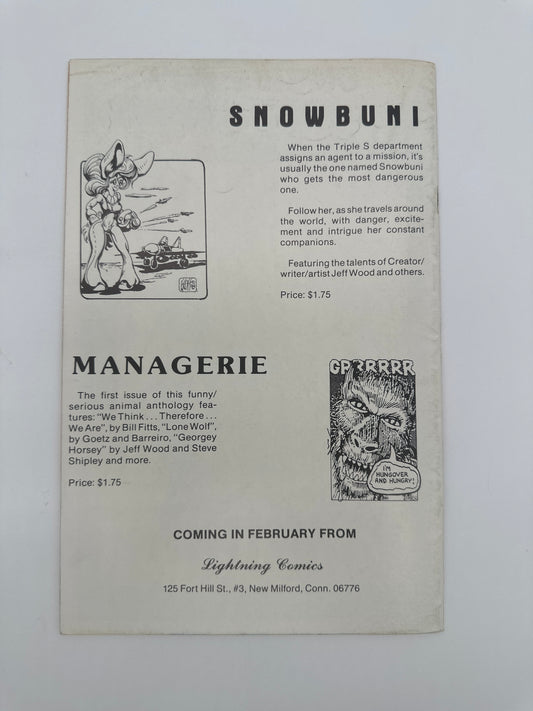 SNOWBUNI
When the Triple S department
assigns an agent to a mission, it's
usually the one named Snowbuni
who gets the most dangerous
one.
Follow her, as she travels around
the world, with danger, excite-
ment and intrigue her constant
companions.
Featuring the talents of Creator/
writer/artist Jeff Wood and others.
Price: $1.75
MANAGERIE
The first issue of this funny/
serious animal anthology fea-
tures: "We Think . . . Therefore . . .
We Are", by Bill Fitts, "Lone Wolf",
by Goetz and Barreiro, "Georgey
Horsey" by Jeff Wood and Steve
Shipley and more.
Price: $1.75
GRRRRRR
I'M
HUNGOVER
AND HUNGRY!
COMING IN FEBRUARY FROM
Lightning Comics
125 Fort Hill St., #3, New Milford, Conn. 06776